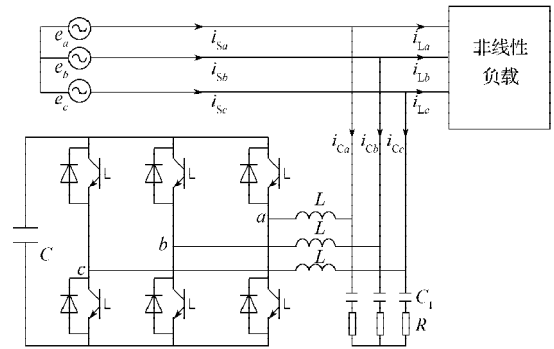 e_a
i_Sa
i_La
非线性
负载
e_b
i_Sb
i_Lb
e_c
i_Sc
i_Lc
i_Ca
i_Cb
i_Cc
L
L
L
a
L
b
L
C
c
L
L
L
L
C_1
R